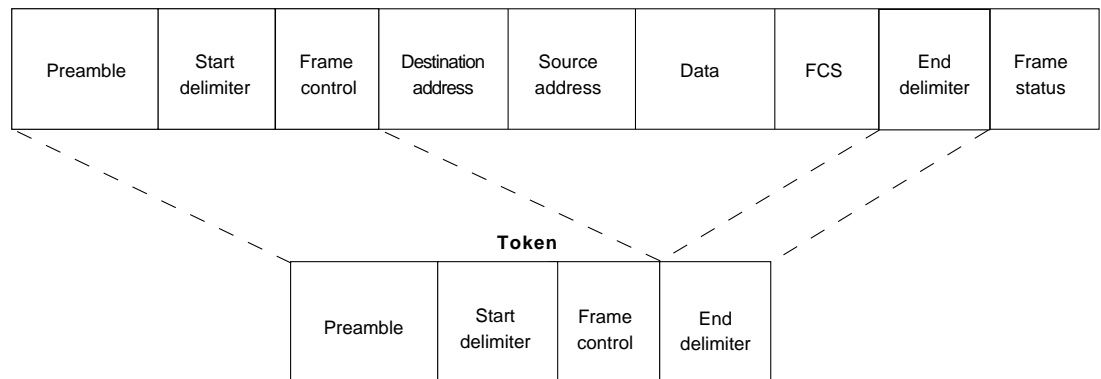 Preamble
Start
delimiter
Frame
control
Destination
address
Source
address
Data
FCS
End
delimiter
Frame
status
Token
Preamble
Start
delimiter
Frame
control
End
delimiter